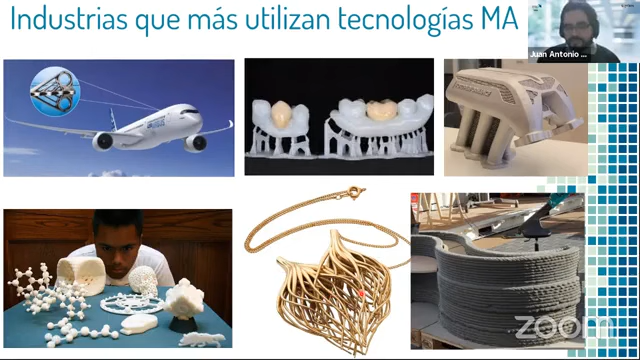 Industrias que más utilizan tecnologías MA
Juan Antonio ...
zoom